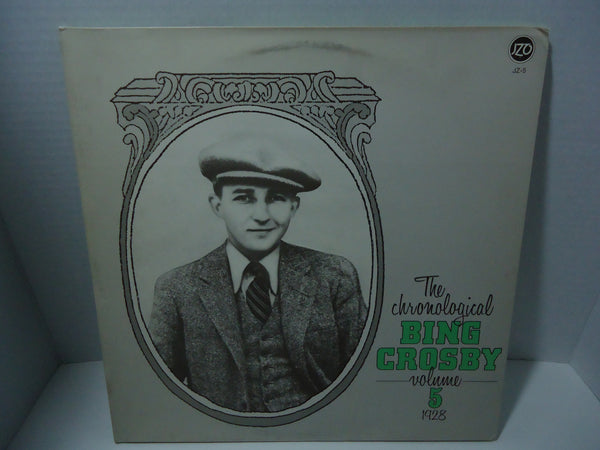 JZO
JZ-5
The
chronological
BING
CROSBY
volume
5
1928